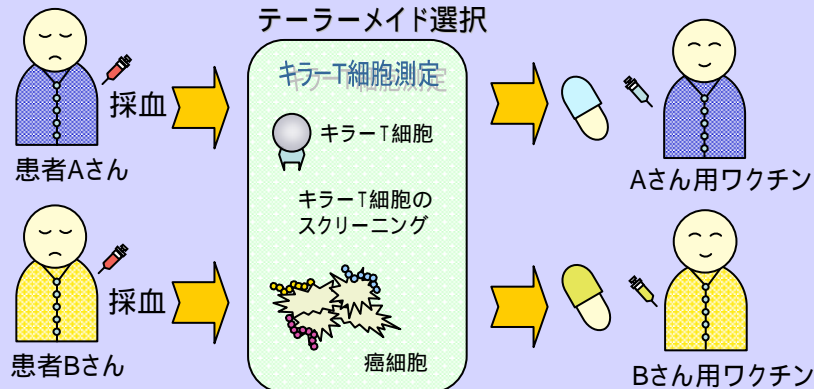 テーラーメイド選択
キラーT細胞測定
採血
患者Aさん
キラーT細胞
キラーT細胞の
スクリーニング
Aさん用ワクチン
採血
患者Bさん
癌細胞
Bさん用ワクチン